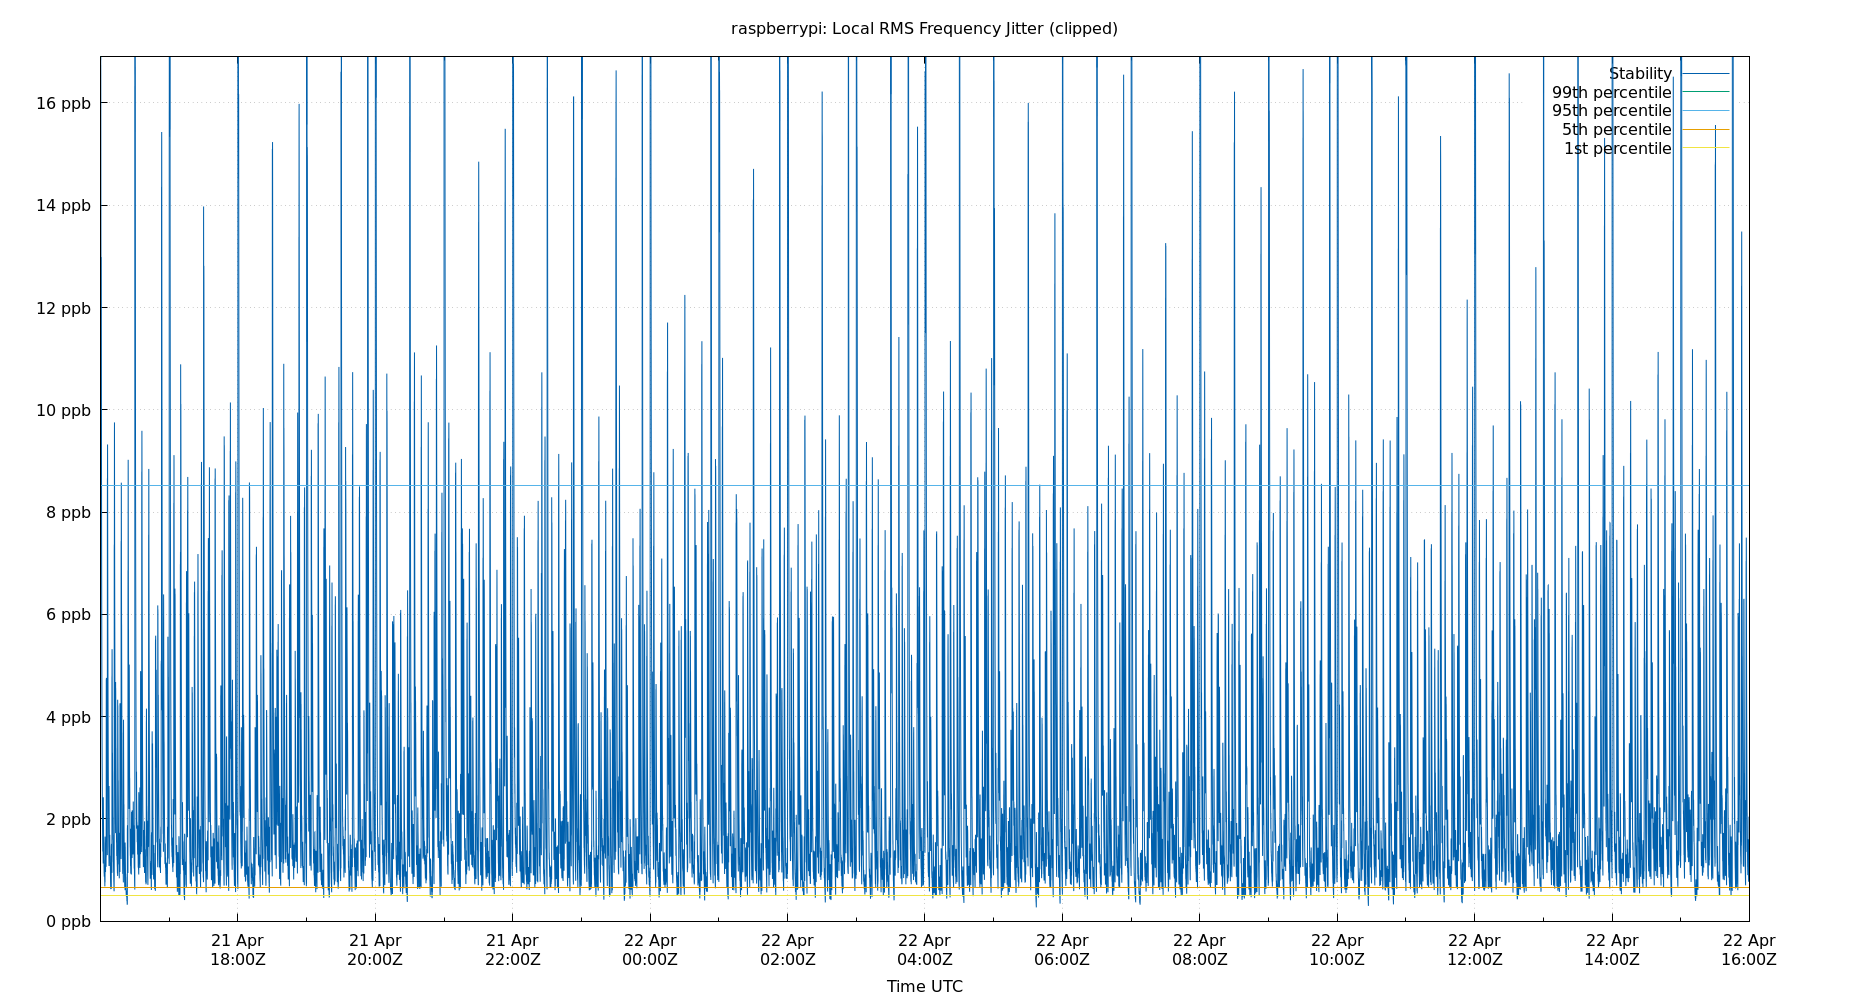 raspberrypi: Local RMS Frequency Jitter (clipped)
Stability
99th percentile
95th percentile
5th percentile
1st percentile
16 ppb
14 ppb
12 ppb
10 ppb
8 ppb
6 ppb
4 ppb
2 ppb
0 ppb
21 Apr 21 Apr 21 Apr 22 Apr 22 Apr 22 Apr 22 Apr 22 Apr 22 Apr 22 Apr 22 Apr 22 Apr
18:00Z 20:00Z 22:00Z 00:00Z 02:00Z 04:00Z 06:00Z 08:00Z 10:00Z 12:00Z 14:00Z 16:00Z
Time UTC